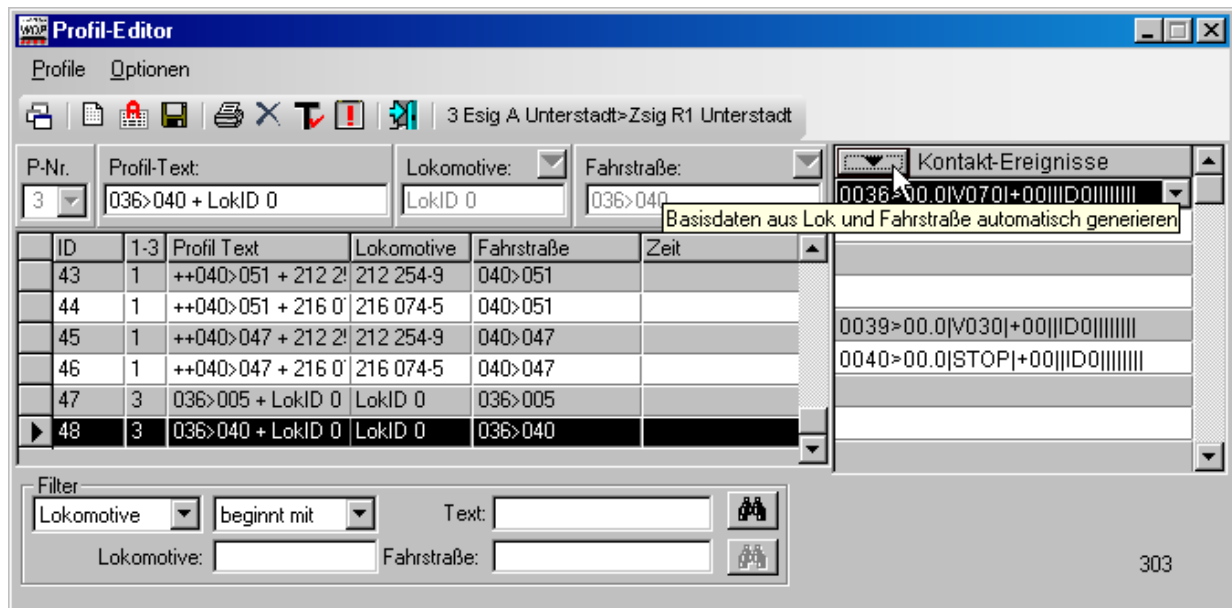 WDP Profil-Editor
Profile Optionen
3 Esig A Unterstadt>Zsig R1 Unterstadt
P-Nr. Profil-Text: Lokomotive: Fahrstraße: Kontakt-Ereignisse
3 036>040 + LokID 0 LokID 0 036>040 0036>00.0|V070|+00|||ID0||||||||
Basisdaten aus Lok und Fahrstraße automatisch generieren
ID 1-3 Profil Text Lokomotive Fahrstraße Zeit
43 1 ++040>051 + 212 2 212 254-9 040>051
44 1 ++040>051 + 216 0 216 074-5 040>051
45 1 ++040>047 + 212 2 212 254-9 040>047 0039>00.0|V030|+00|||ID0||||||||
46 1 ++040>047 + 216 0 216 074-5 040>047 0040>00.0|STOP|+00|||ID0||||||||
47 3 036>005 + LokID 0 LokID 0 036>005
48 3 036>040 + LokID 0 LokID 0 036>040
Filter
Lokomotive beginnt mit Text:
Lokomotive: Fahrstraße:
303